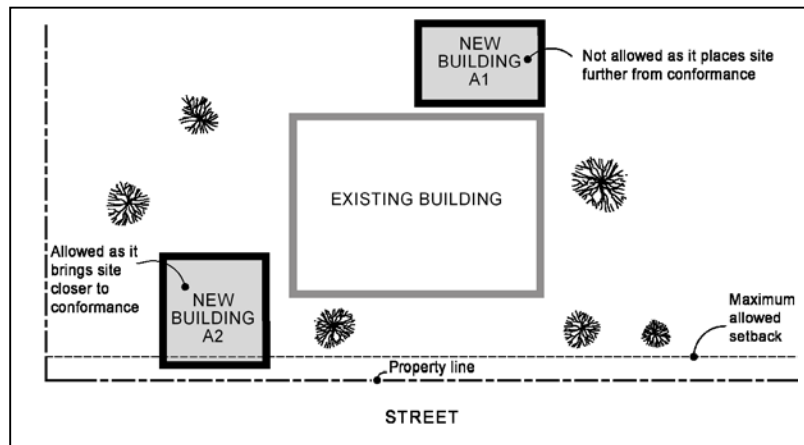 NEW
BUILDING
A1
Not allowed as it places site
further from conformance
EXISTING BUILDING
Allowed as it
brings site
closer to
conformance
NEW
BUILDING
A2
Maximum
allowed
setback
Property line
STREET